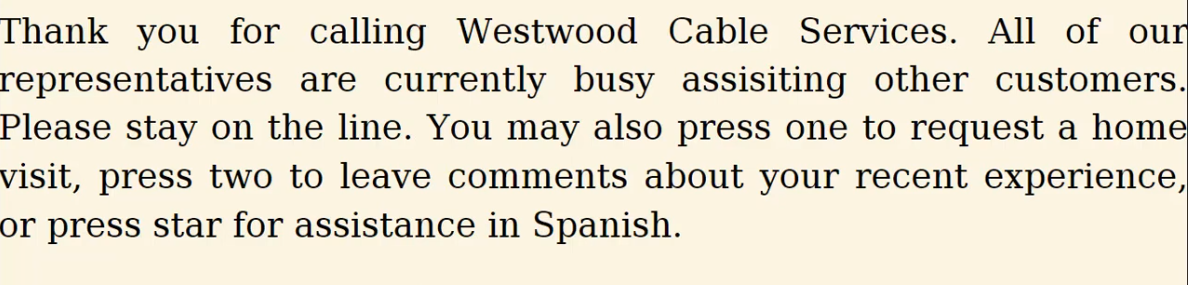 Thank you for calling Westwood Cable Services. All of our
representatives are currently busy assisiting other customers.
Please stay on the line. You may also press one to request a home
visit, press two to leave comments about your recent experience,
or press star for assistance in Spanish.